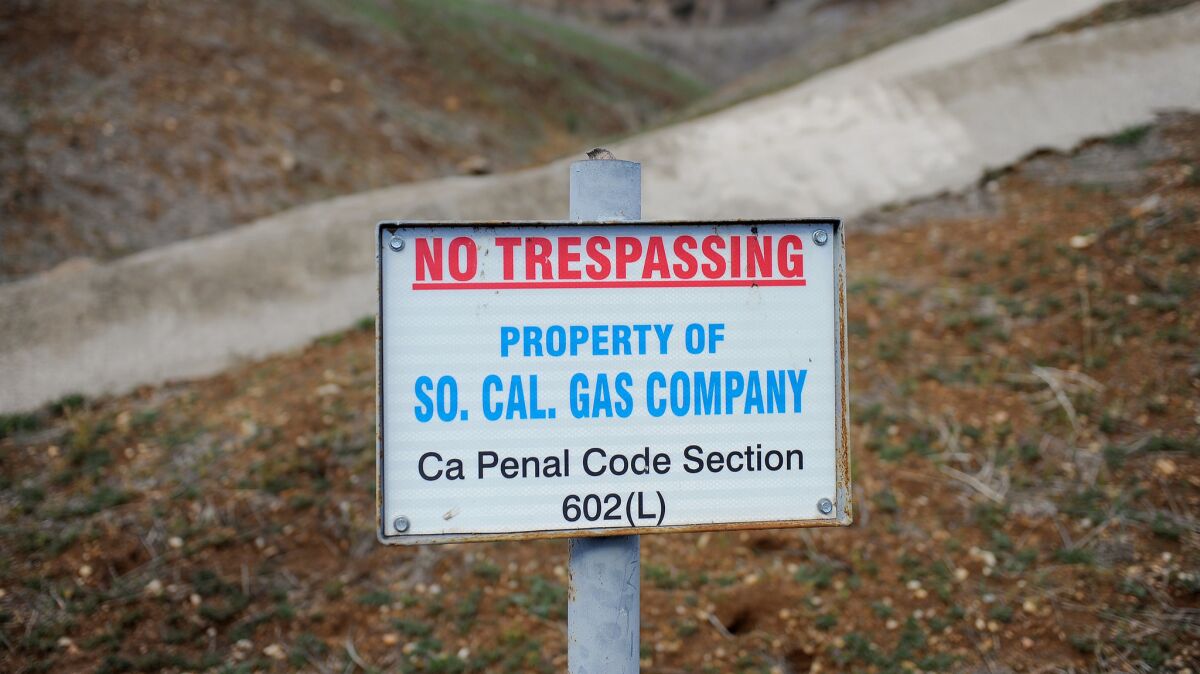 NO TRESPASSING
PROPERTY OF
SO. CAL. GAS COMPANY
Ca Penal Code Section
602(L)